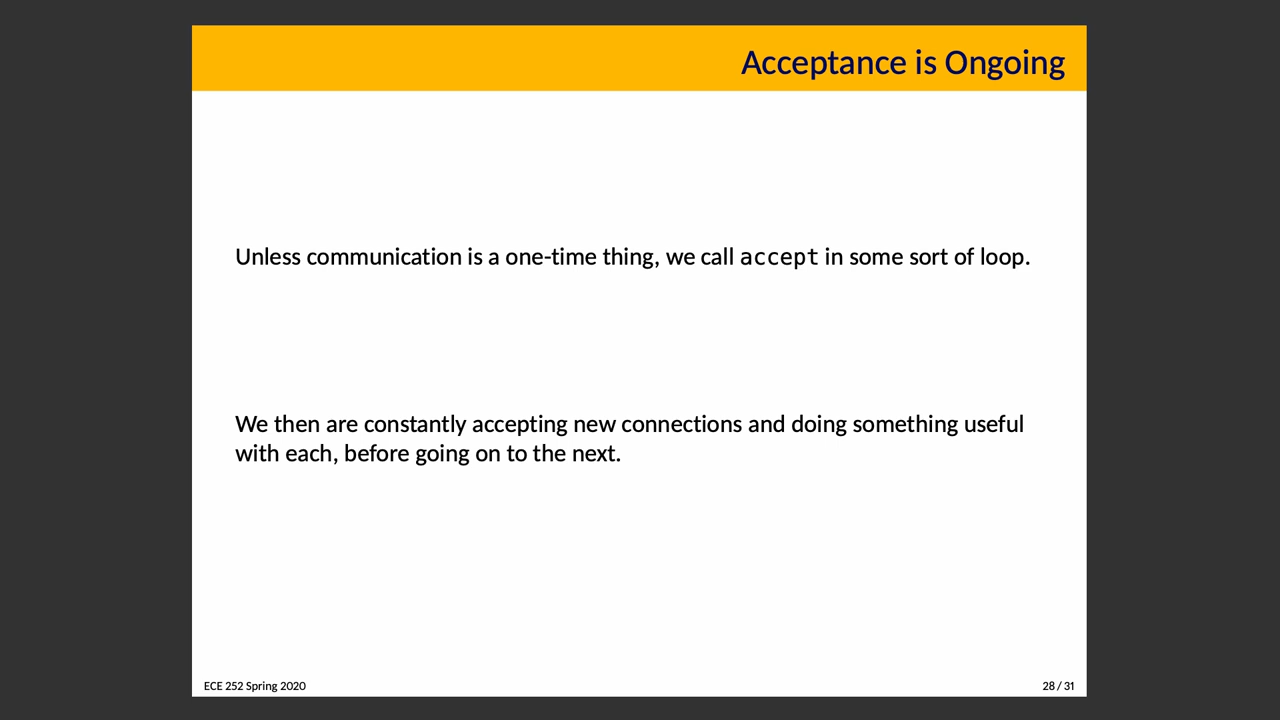 Acceptance is Ongoing
Unless communication is a one-time thing, we call accept in some sort of loop.
We then are constantly accepting new connections and doing something useful
with each, before going on to the next.
ECE 252 Spring 2020
28 / 31